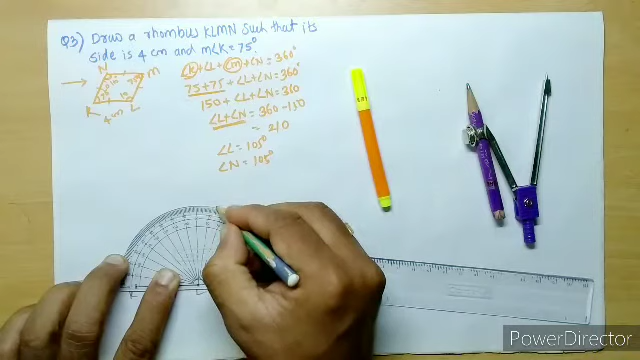 Q3) Draw a rhombus KLMN such that its
side is 4 cm and m∠K = 75°.
N M
K L
4 cm
∠K + ∠L + ∠M + ∠N = 360°
75 + 75 + ∠L + ∠N = 360°
150 + ∠L + ∠N = 360
∠L + ∠N = 360 - 150
= 210
∠L = 105°
∠N = 105°
PowerDirector